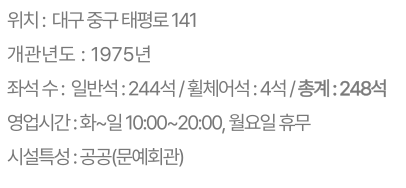 위치 : 대구 중구 태평로 141
개관년도 : 1975년
좌석 수 : 일반석 : 244석 / 휠체어석 : 4석 / 총계 : 248석
영업시간 : 화~일 10:00~20:00, 월요일 휴무
시설특성 : 공공(문예회관)